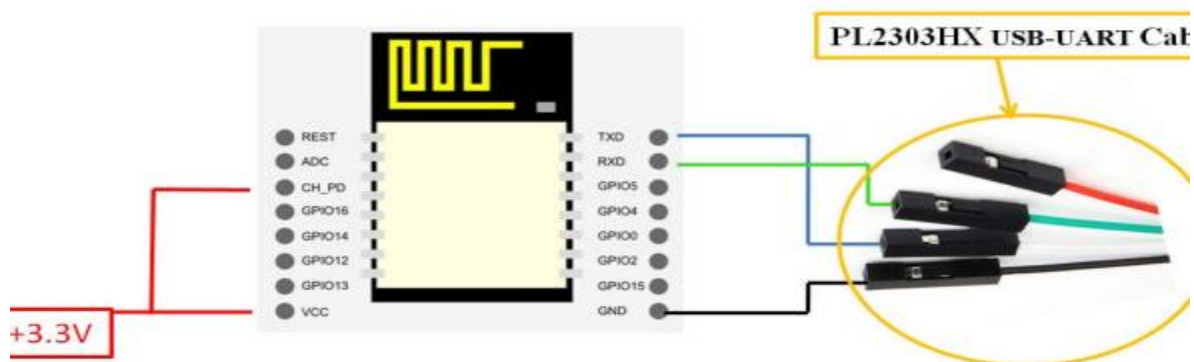 PL2303HX USB-UART Cab
REST
ADC
CH_PD
GPIO16
GPIO14
GPIO12
GPIO13
VCC
TXD
RXD
GPIO5
GPIO4
GPIO0
GPIO2
GPIO15
GND
+3.3V